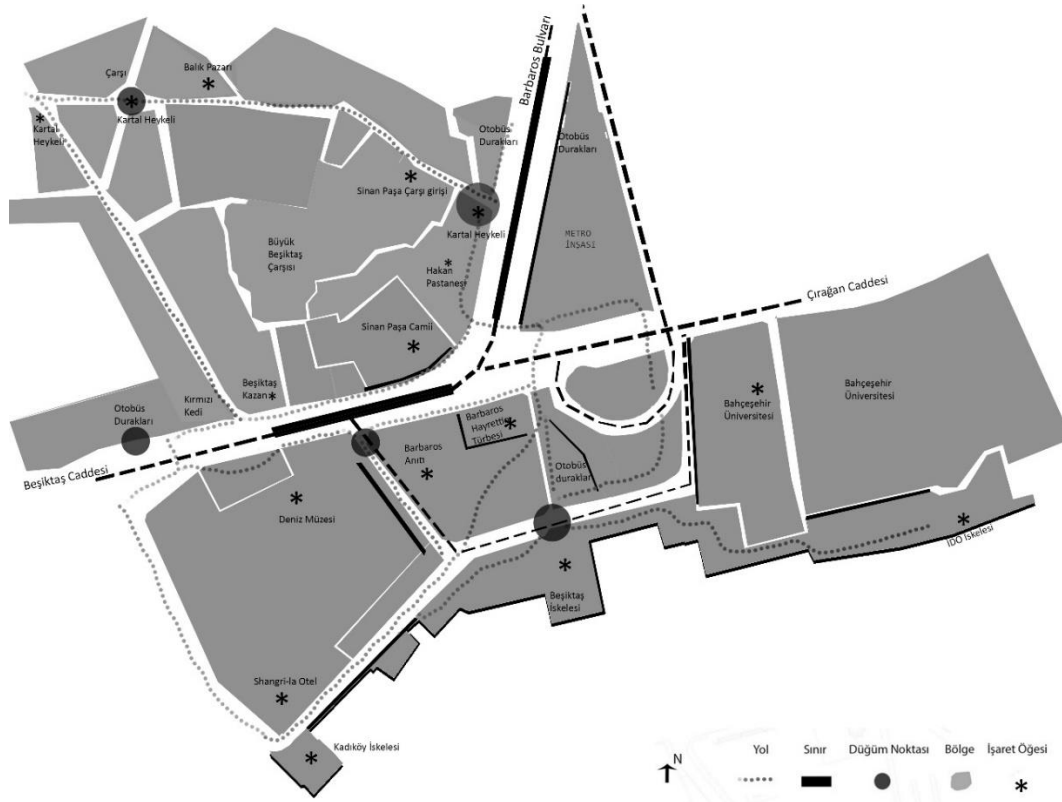 Çarşı
Balık Pazarı
Kartal Heykeli
Kartal
Heykeli
Otobüs
Durakları
Barbaros Bulvarı
Otobüs
Durakları
Sinan Paşa Çarşı girişi
Kartal Heykeli
METRO
İNŞASI
Büyük
Beşiktaş
Çarşısı
Hakan
Pastanesi
Çırağan Caddesi
Sinan Paşa Camii
Beşiktaş
Kazan
Kırmızı
Kedi
Otobüs
Durakları
Beşiktaş Caddesi
Barbaros
Hayrettin
Türbesi
Barbaros
Anıtı
Otobüs
durakları
Bahçeşehir
Üniversitesi
Bahçeşehir
Üniversitesi
Deniz Müzesi
IDO İskelesi
Beşiktaş
İskelesi
Shangri-la Otel
Kadıköy İskelesi
N
Yol
Sınır
Düğüm Noktası
Bölge
İşaret Öğesi